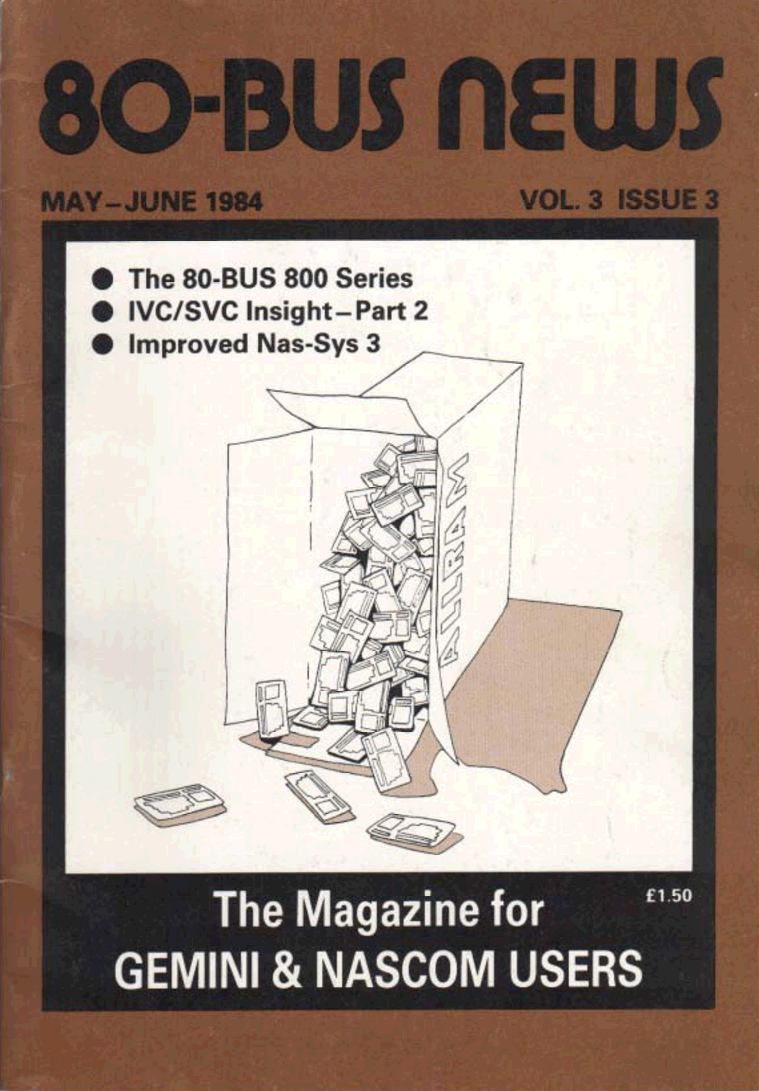 80-BUS NEWS
MAY–JUNE 1984
VOL. 3 ISSUE 3
● The 80-BUS 800 Series
● IVC/SVC Insight–Part 2
● Improved Nas-Sys 3
ALLRAM
The Magazine for
£1.50
GEMINI & NASCOM USERS